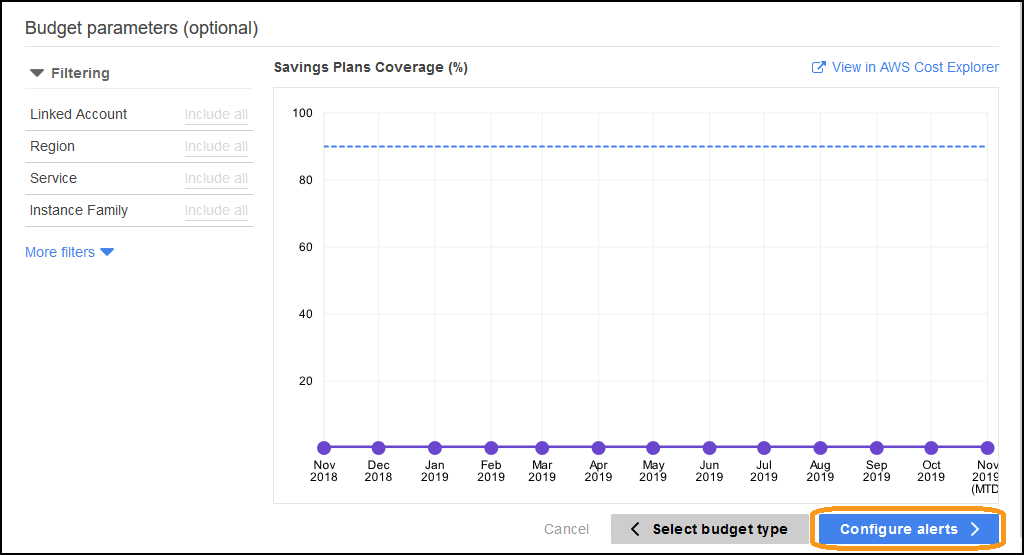 Budget parameters (optional)
Filtering
Linked Account Include all
Region Include all
Service Include all
Instance Family Include all
More filters
Savings Plans Coverage (%)
View in AWS Cost Explorer
100
80
60
40
20
Nov Dec Jan Feb Mar Apr May Jun Jul Aug Sep Oct Nov
2018 2018 2019 2019 2019 2019 2019 2019 2019 2019 2019 2019 2019
(MTD
Cancel
Select budget type
Configure alerts